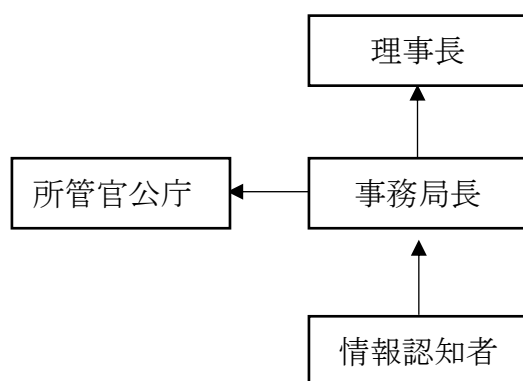 理事長
所管官公庁
事務局長
情報認知者